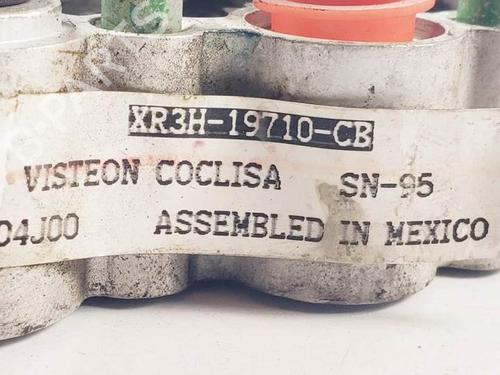 XR3H-19710-CB
VISTEON COCLISA SN-95
04J00 ASSEMBLED IN MEXICO